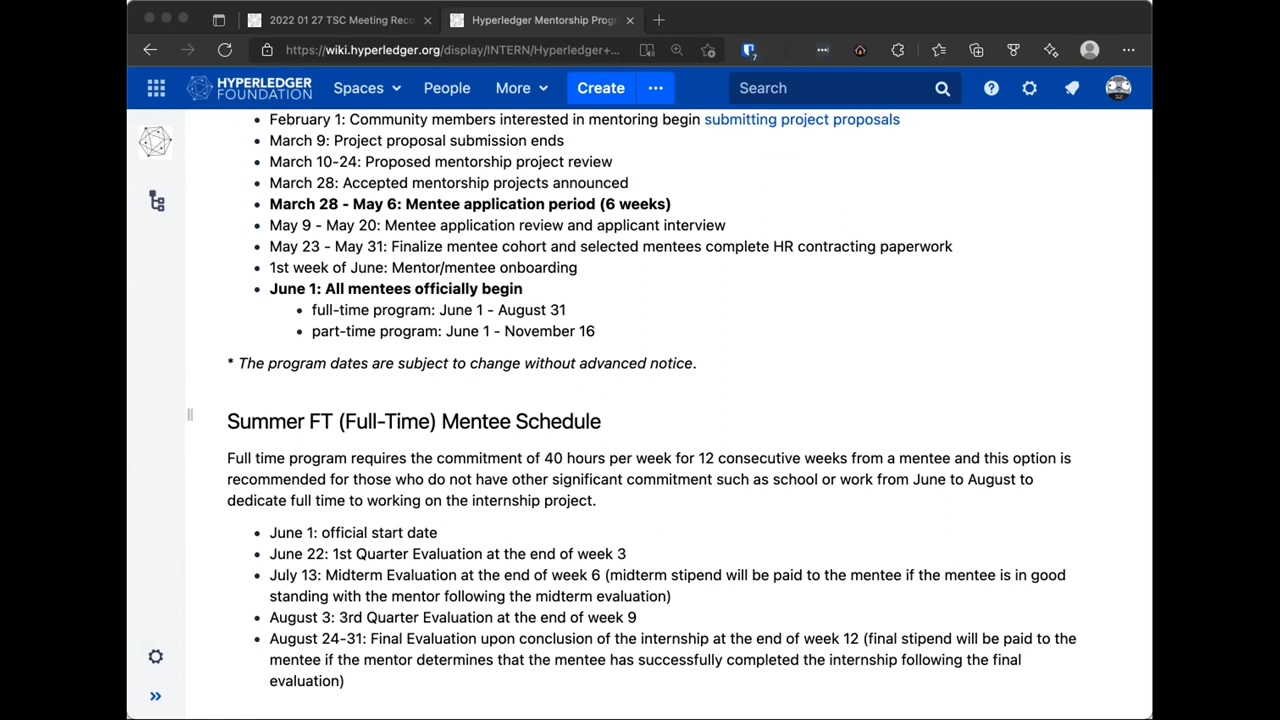 2022 01 27 TSC Meeting Reco
Hyperledger Mentorship Progr
https://wiki.hyperledger.org/display/INTERN/Hyperledger+...
7
HYPERLEDGER
FOUNDATION
Spaces
People
More
Create
Search
February 1: Community members interested in mentoring begin submitting project proposals
March 9: Project proposal submission ends
March 10-24: Proposed mentorship project review
March 28: Accepted mentorship projects announced
March 28 - May 6: Mentee application period (6 weeks)
May 9 - May 20: Mentee application review and applicant interview
May 23 - May 31: Finalize mentee cohort and selected mentees complete HR contracting paperwork
1st week of June: Mentor/mentee onboarding
June 1: All mentees officially begin
full-time program: June 1 - August 31
part-time program: June 1 - November 16
* The program dates are subject to change without advanced notice.
Summer FT (Full-Time) Mentee Schedule
Full time program requires the commitment of 40 hours per week for 12 consecutive weeks from a mentee and this option is
recommended for those who do not have other significant commitment such as school or work from June to August to
dedicate full time to working on the internship project.
June 1: official start date
June 22: 1st Quarter Evaluation at the end of week 3
July 13: Midterm Evaluation at the end of week 6 (midterm stipend will be paid to the mentee if the mentee is in good
standing with the mentor following the midterm evaluation)
August 3: 3rd Quarter Evaluation at the end of week 9
August 24-31: Final Evaluation upon conclusion of the internship at the end of week 12 (final stipend will be paid to the
mentee if the mentor determines that the mentee has successfully completed the internship following the final
evaluation)